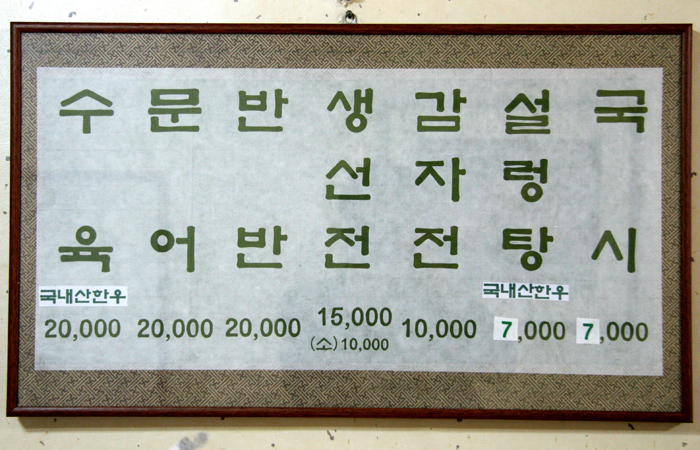 국시
7,000
설렁탕
국내산한우
7,000
감자전
10,000
생선전
15,000
(소)10,000
반반
20,000
문어
20,000
수육
국내산한우
20,000